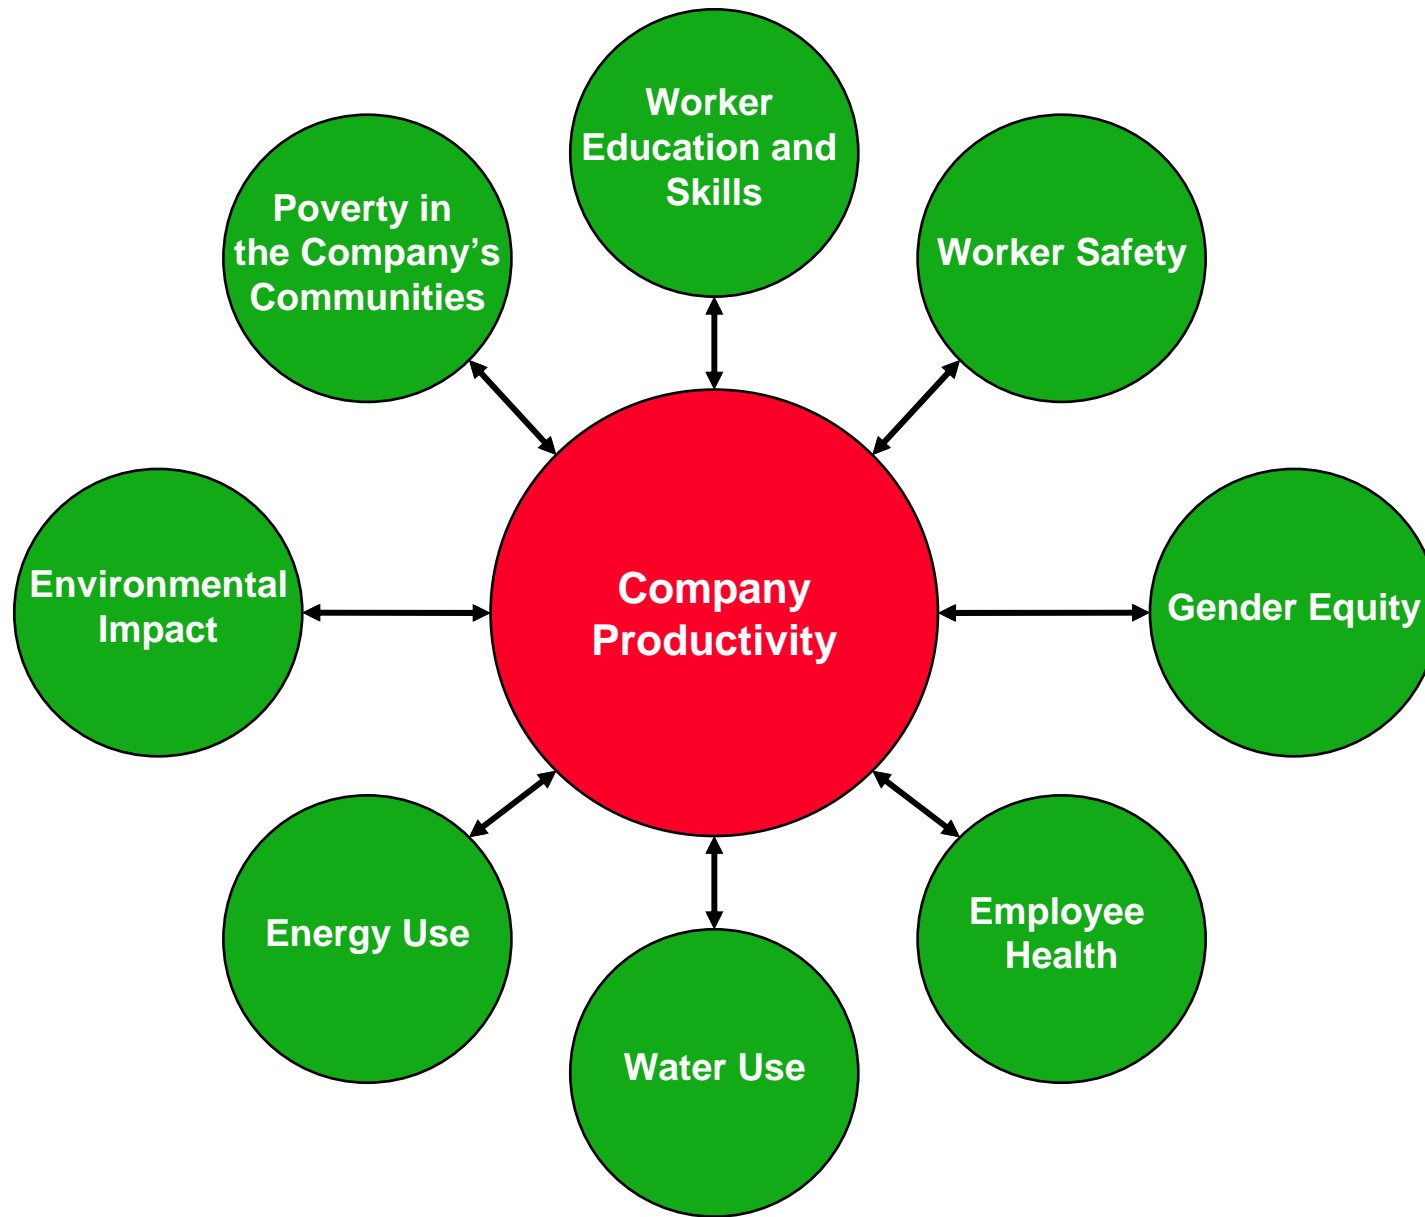 Worker
Education and
Skills
Poverty in
the Company’s
Communities
Worker Safety
Environmental
Impact
Company
Productivity
Gender Equity
Energy Use
Employee
Health
Water Use